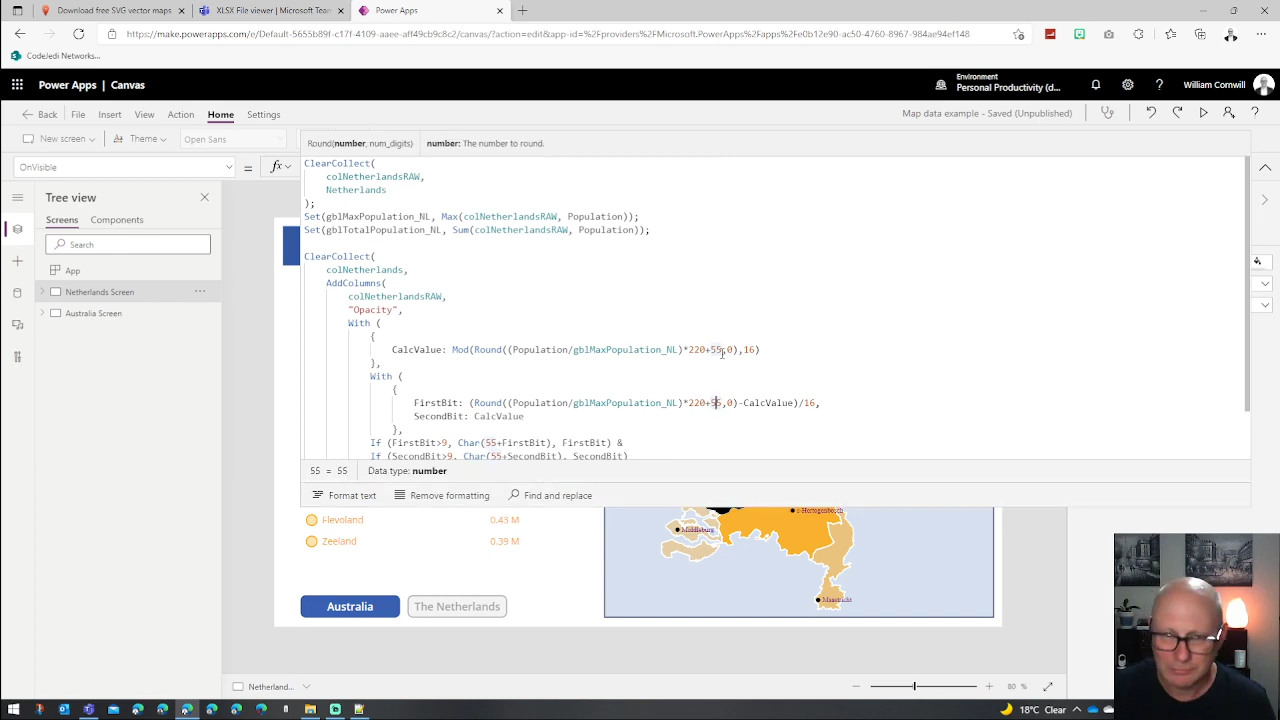 Download free SVG vector maps
XLSX File viewer | Microsoft Team
Power Apps
https://make.powerapps.com/e/Default-5655b89f-c17f-4109-aaee-aff49cb9c8c2/canvas/?action=edit&app-id=%2Fproviders%2FMicrosoft.PowerApps%2Fapps%2Feb12e90-ac50-4760-8967-984ae94ef148
CodeJedi Networks...
Power Apps | Canvas
Environment
Personal Productivity (d...
William Cornwill
Back
File
Insert
View
Action
Home
Settings
Map data example - Saved (Unpublished)
New screen
Theme
Open Sans
Round(number, num_digits)
number: The number to round.
OnVisible
=
fx
ClearCollect(
colNetherlandsRAW,
Netherlands
);
Set(gblMaxPopulation_NL, Max(colNetherlandsRAW, Population));
Set(gblTotalPopulation_NL, Sum(colNetherlandsRAW, Population));
ClearCollect(
colNetherlands,
AddColumns(
colNetherlandsRAW,
"Opacity",
With (
{
CalcValue: Mod(Round((Population/gblMaxPopulation_NL)*220+55,0),16)
},
With (
{
FirstBit: (Round((Population/gblMaxPopulation_NL)*220+55,0)-CalcValue)/16,
SecondBit: CalcValue
},
If (FirstBit>9, Char(55+FirstBit), FirstBit) &
If (SecondBit>9, Char(55+SecondBit), SecondBit)
55 = 55
Data type: number
Format text
Remove formatting
Find and replace
Tree view
Screens
Components
Search
App
Netherlands Screen
Australia Screen
Flevoland
0.43 M
Zeeland
0.39 M
s-Hertogenbosch
Middelburg
Maastricht
Australia
The Netherlands
Netherland...
80 %
18°C Clear